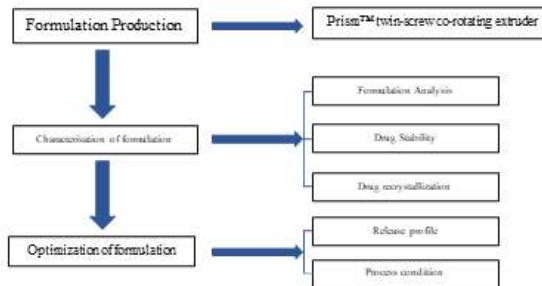 Formulation Production
Prism™ twin-screw co-rotating extruder
Formulation Analysis
Characterisation of formulation
Drug Stability
Drug recrystallization
Release profile
Optimization of formulation
Process condition